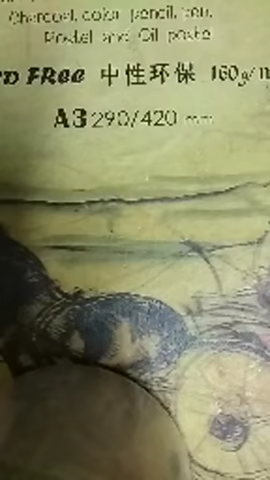 Charcoal, color pencil, pen,
Pastel and Oil paste
FRee 中性环保 160g/
A3 290/420 mm